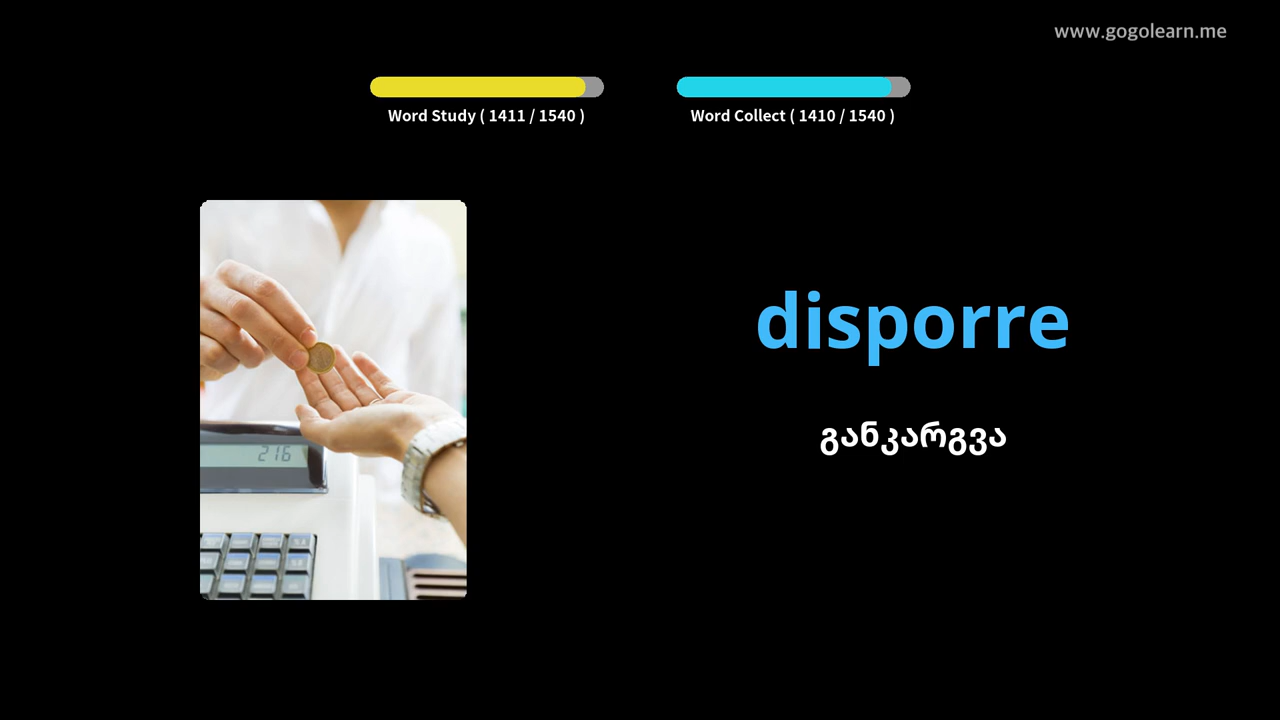 www.gogolearn.me
Word Study ( 1411 / 1540 )
Word Collect ( 1410 / 1540 )
disporre
განკარგვა
216